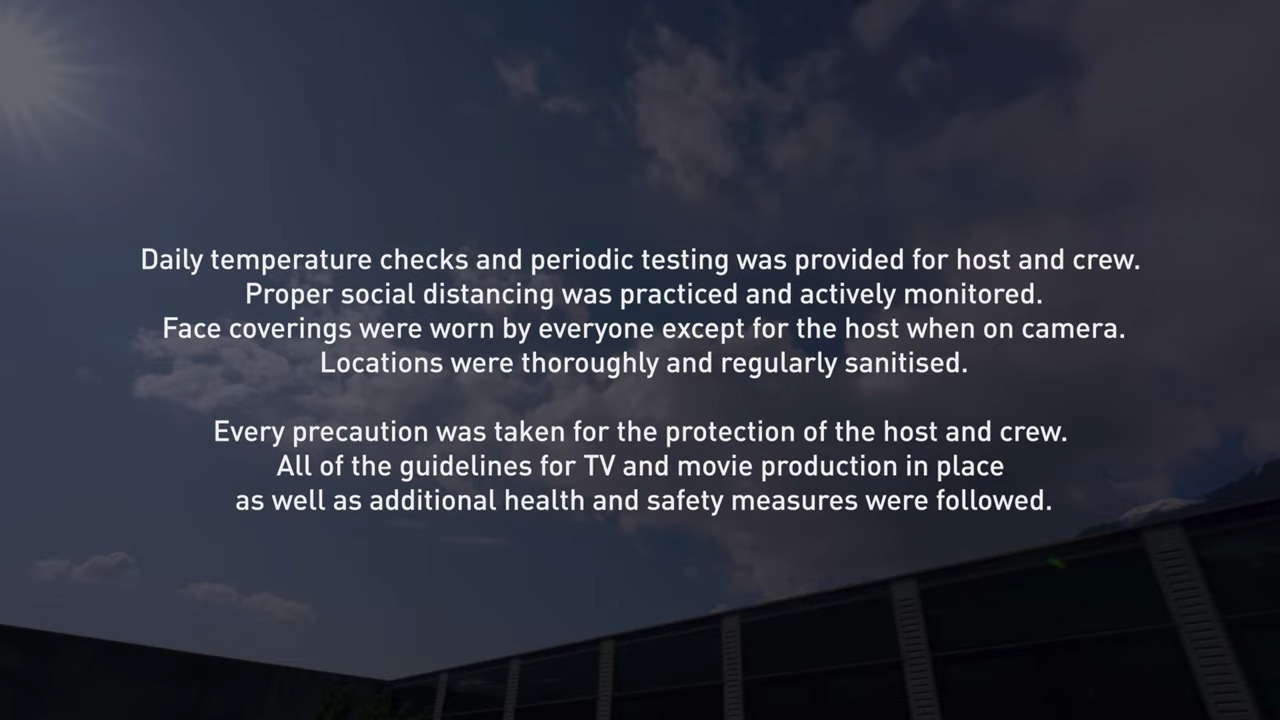 Daily temperature checks and periodic testing was provided for host and crew.
Proper social distancing was practiced and actively monitored.
Face coverings were worn by everyone except for the host when on camera.
Locations were thoroughly and regularly sanitised.
Every precaution was taken for the protection of the host and crew.
All of the guidelines for TV and movie production in place
as well as additional health and safety measures were followed.